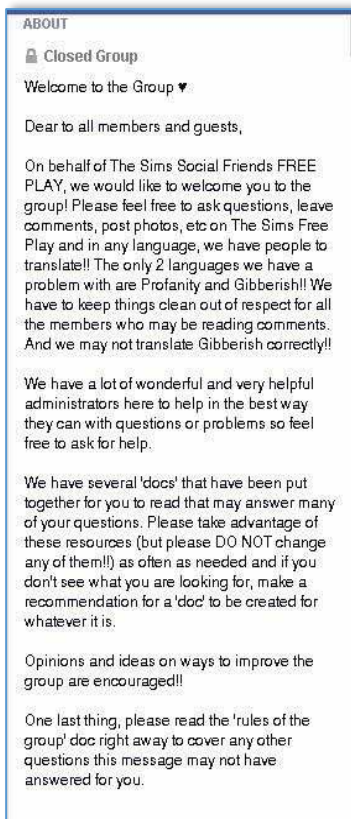 ABOUT
Closed Group
Welcome to the Group ♥
Dear to all members and guests,
On behalf of The Sims Social Friends FREE
PLAY, we would like to welcome you to the
group! Please feel free to ask questions, leave
comments, post photos, etc on The Sims Free
Play and in any language, we have people to
translate!! The only 2 languages we have a
problem with are Profanity and Gibberish!! We
have to keep things clean out of respect for all
the members who may be reading comments.
And we may not translate Gibberish correctly!!
We have a lot of wonderful and very helpful
administrators here to help in the best way
they can with questions or problems so feel
free to ask for help.
We have several 'docs' that have been put
together for you to read that may answer many
of your questions. Please take advantage of
these resources (but please DO NOT change
any of them!!) as often as needed and if you
don't see what you are looking for, make a
recommendation for a 'doc' to be created for
whatever it is.
Opinions and ideas on ways to improve the
group are encouraged!!
One last thing, please read the 'rules of the
group' doc right away to cover any other
questions this message may not have
answered for you.